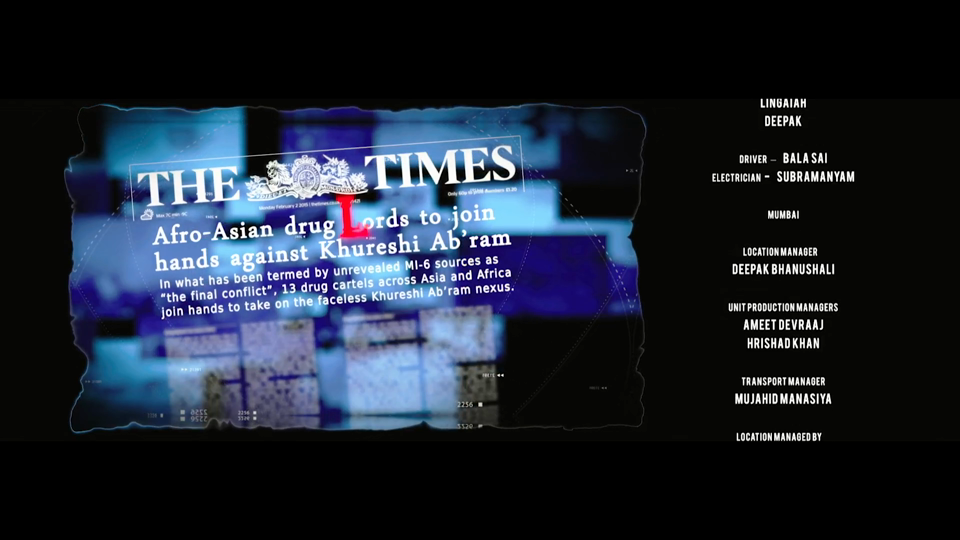 THE TIMES
Afro-Asian drug Lords to join
hands against Khureshi Ab'ram
In what has been termed by unrevealed MI-6 sources as
"the final conflict", 13 drug cartels across Asia and Africa
join hands to take on the faceless Khureshi Ab'ram nexus.
2256
2256
5520
LINGAIAH
DEEPAK
DRIVER – BALA SAI
ELECTRICIAN – SUBRAMANYAM
MUMBAI
LOCATION MANAGER
DEEPAK BHANUSHALI
UNIT PRODUCTION MANAGERS
AMEET DEVRAAJ
HRISHAD KHAN
TRANSPORT MANAGER
MUJAHID MANASIYA
LOCATION MANAGED BY